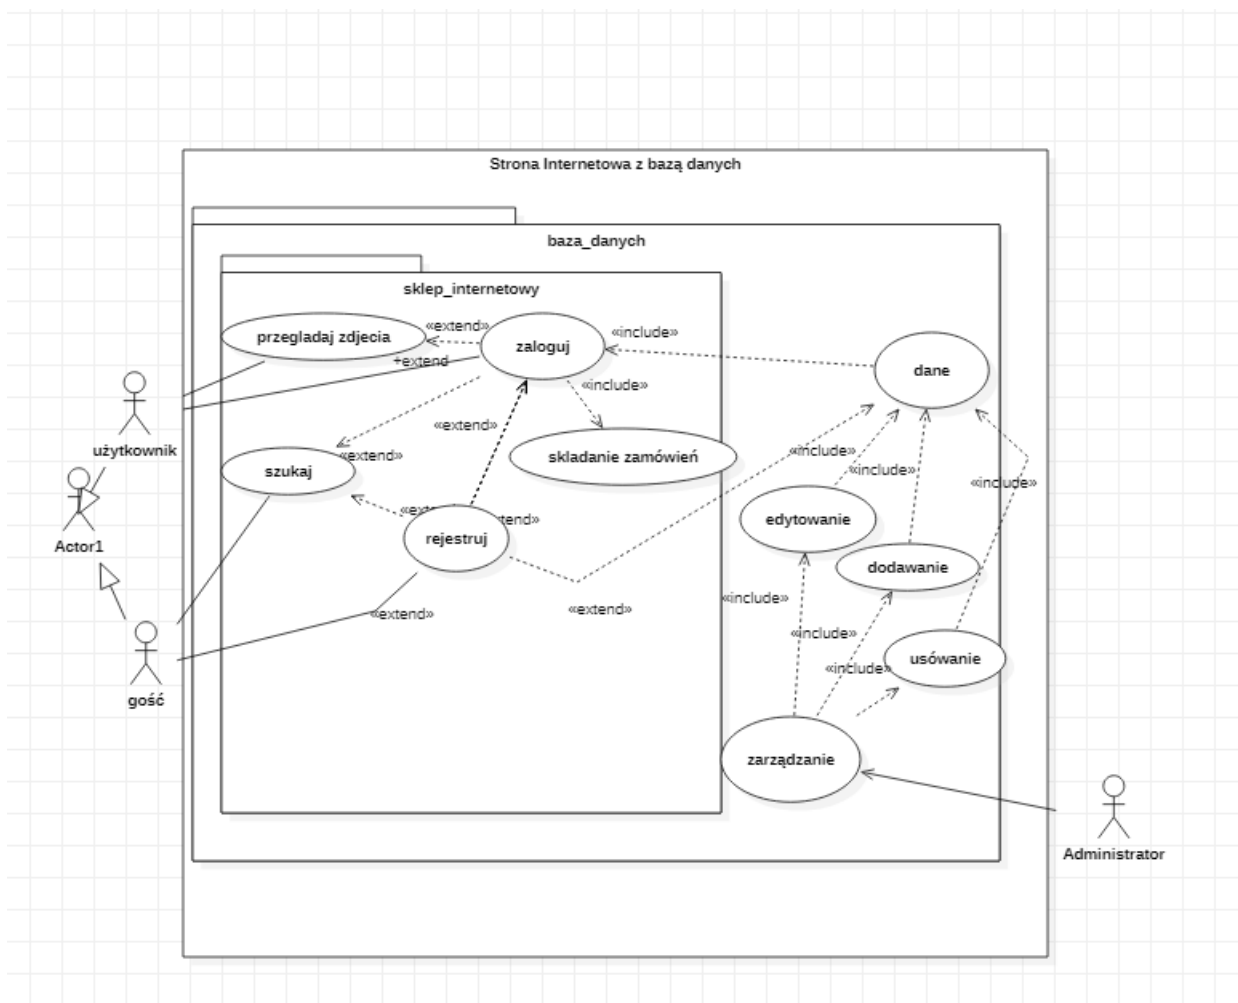 Strona Internetowa z bazą danych
baza_danych
sklep_internetowy
przegladaj zdjecia
«extend»
zaloguj
«include»
+extend
dane
«include»
użytkownik
«extend»
szukaj
«extend»
skladanie zamówień
«include»
«include»
«include»
edytowanie
Actor1
rejestruj
dodawanie
«include»
«extend»
«extend»
«include»
«include»
usówanie
gość
zarządzanie
Administrator